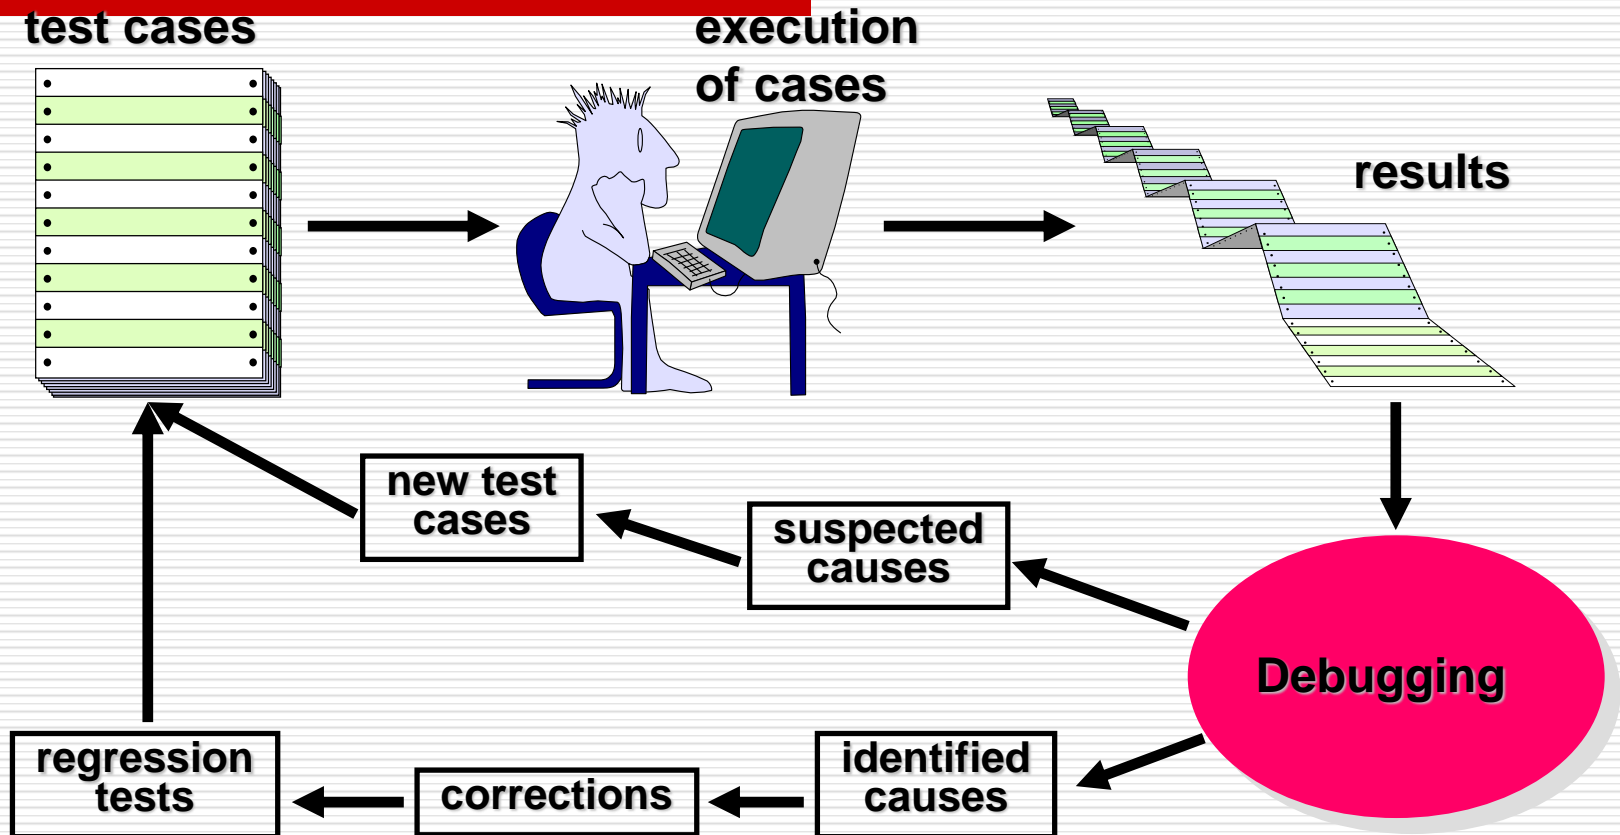 test cases
execution
of cases
results
new test
cases
suspected
causes
Debugging
regression
tests
corrections
identified
causes